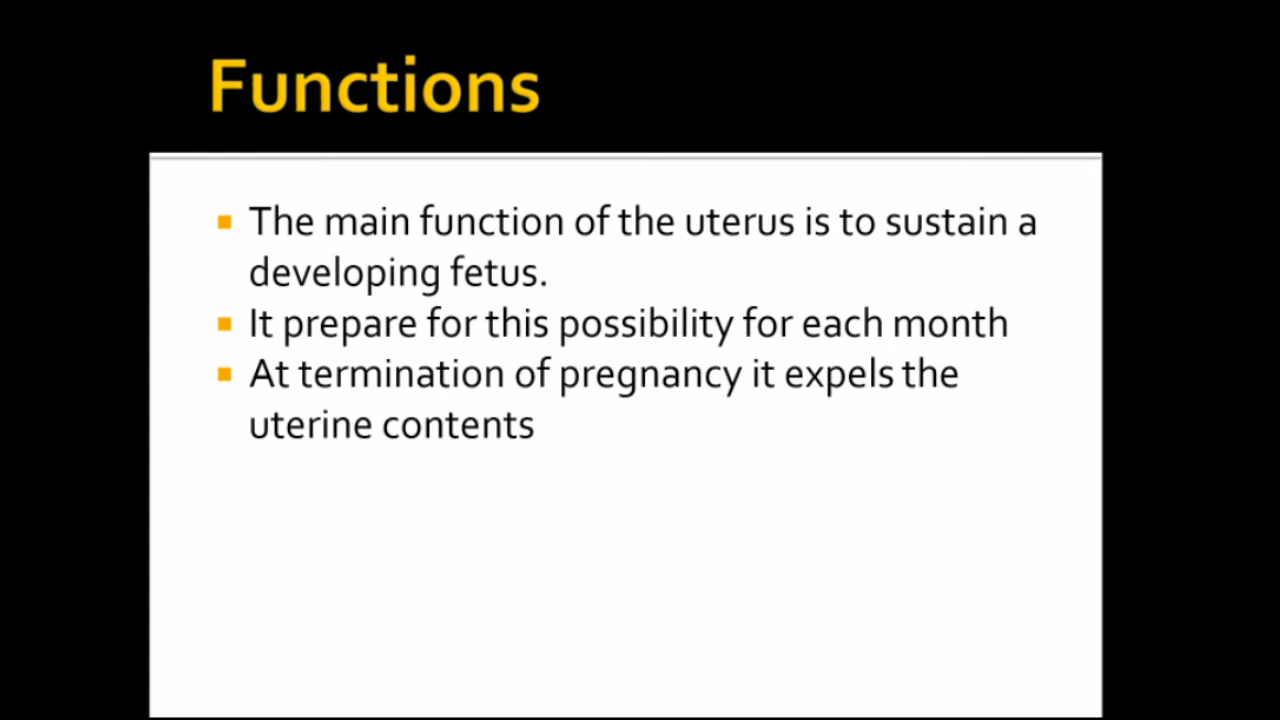 Functions
The main function of the uterus is to sustain a
developing fetus.
It prepare for this possibility for each month
At termination of pregnancy it expels the
uterine contents